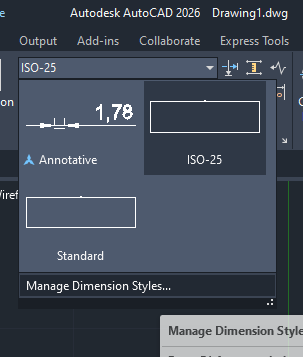 Autodesk AutoCAD 2026 Drawing1.dwg
Output Add-ins Collaborate Express Tools
ISO-25
1,78
Annotative
ISO-25
Standard
Manage Dimension Styles...
Manage Dimension Style